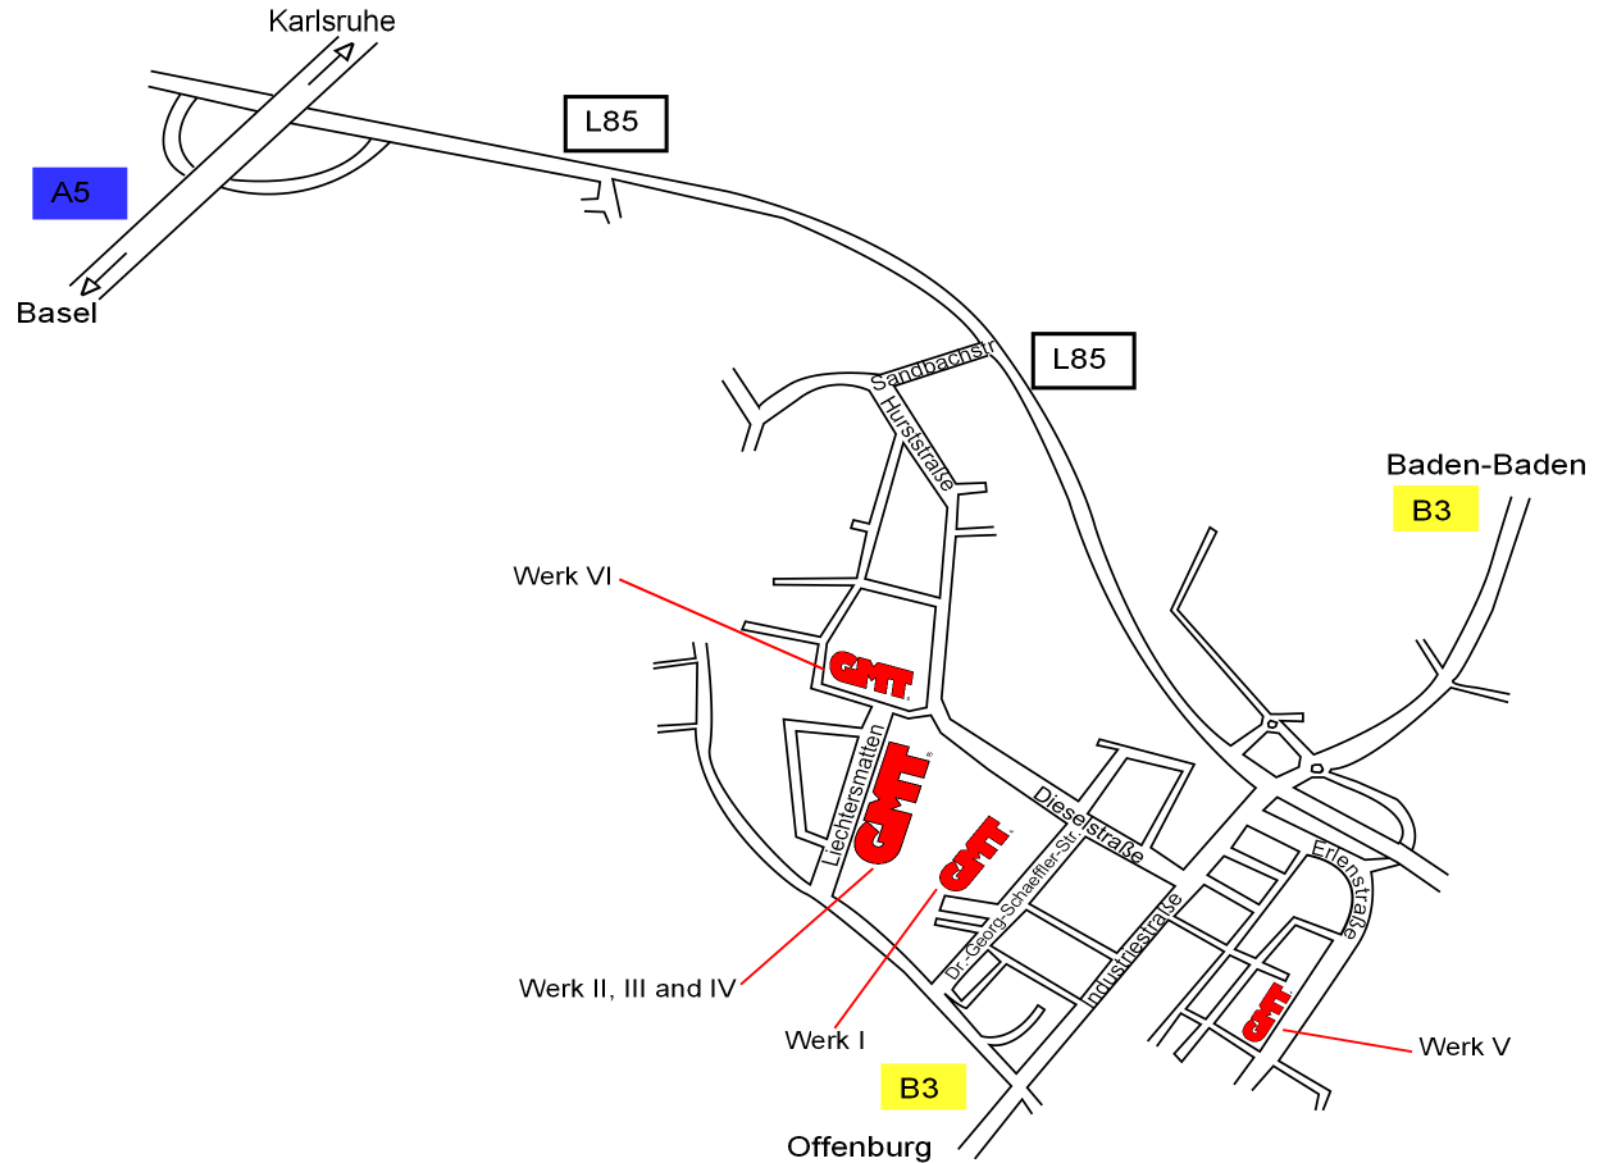 Karlsruhe
L85
A5
Basel
L85
Sandbachstr
Hurststraße
Baden-Baden
B3
Werk VI
GMT
Liechtersmatten
GMT
®
Dieselstraße
GMT
Dr.-Georg-Schaeffler-Str.
Erlenstraße
Industriestraße
Werk II, III and IV
GMT
Werk I
Werk V
B3
Offenburg